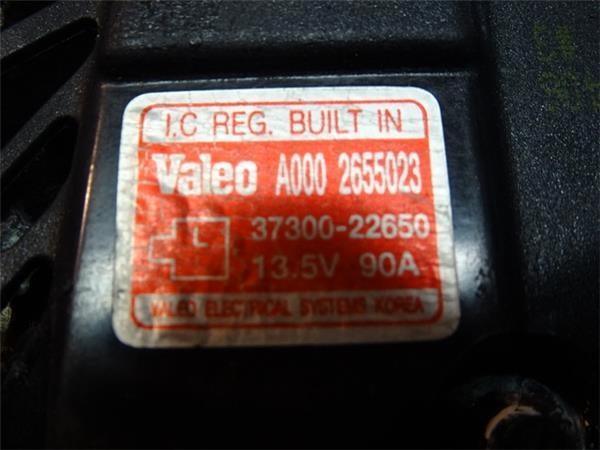 I.C REG. BUILT IN
Valeo A000 2655023
L 37300-22650
13.5V 90A
VALEO ELECTRICAL SYSTEMS KOREA